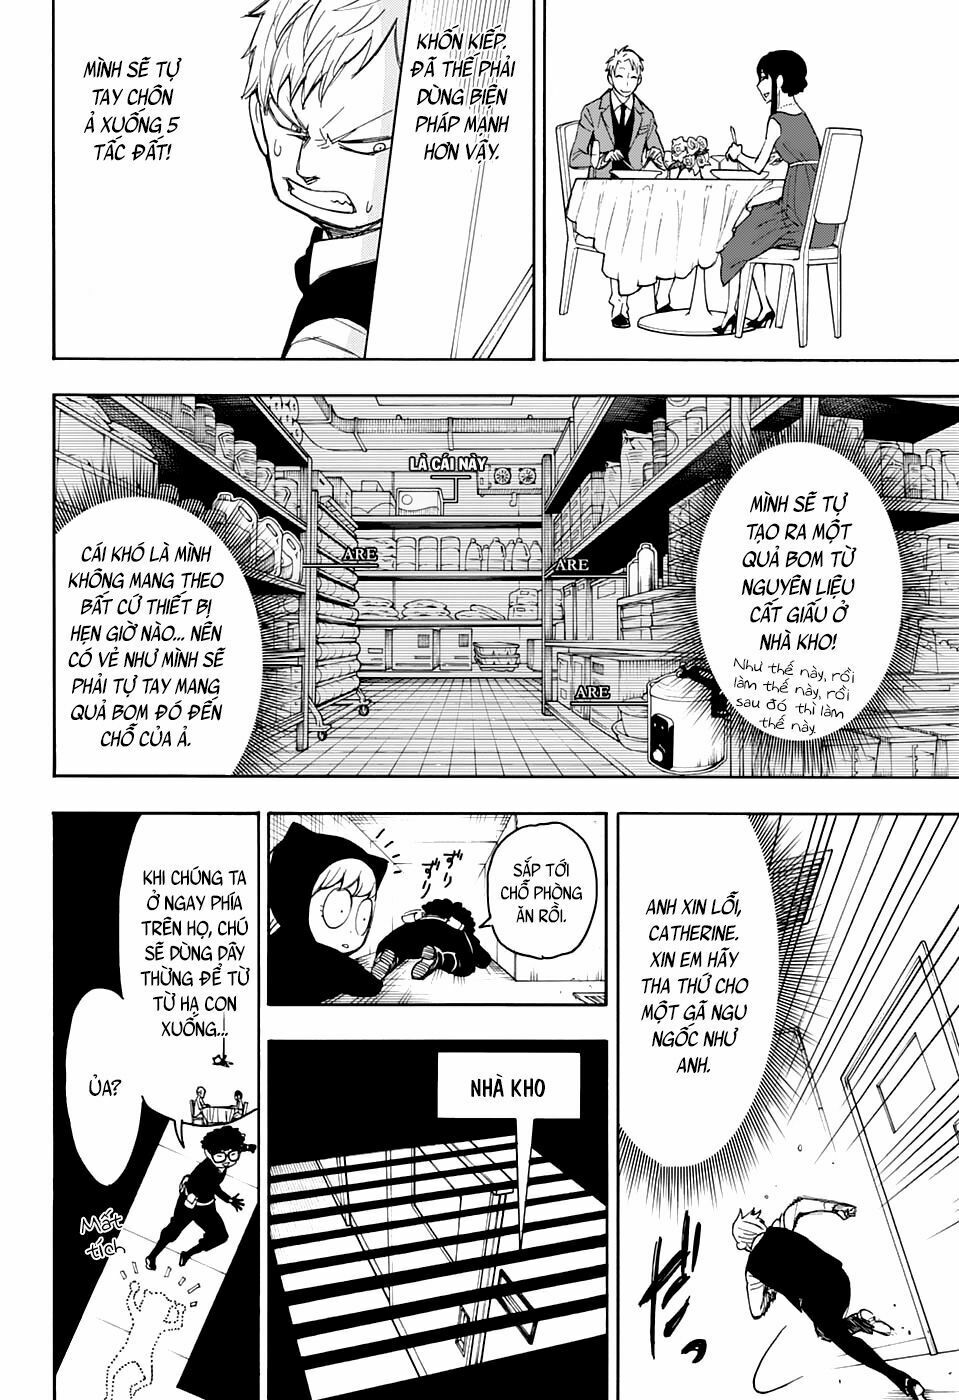 KHỐN KIẾP.
ĐÃ THẾ PHẢI
DÙNG BIỆN
PHÁP MẠNH
HƠN VẬY.
MÌNH SẼ TỰ
TAY CHÔN
Ả XUỐNG 5
TẤC ĐẤT!
MÌNH SẼ TỰ
TẠO RA MỘT
QUẢ BOM TỪ
NGUYÊN LIỆU
CẤT GIẤU Ở
NHÀ KHO!
Như thế này, rồi
làm thế này, rồi
sau đó thì làm
thế này.
LÀ CÁI NÀY
ARE
ARE
ARE
CÁI KHÓ LÀ MÌNH
KHÔNG MANG THEO
BẤT CỨ THIẾT BỊ
HẸN GIỜ NÀO... NÊN
CÓ VẺ NHƯ MÌNH SẼ
PHẢI TỰ TAY MANG
QUẢ BOM ĐÓ ĐẾN
CHỖ CỦA Ả.
ANH XIN LỖI,
CATHERINE.
XIN EM HÃY
THA THỨ CHO
MỘT GÃ NGU
NGỐC NHƯ
ANH.
SẮP TỚI
CHỖ PHÒNG
ĂN RỒI.
ずずず
NHÀ KHO
KHI CHÚNG TA
Ở NGAY PHÍA
TRÊN HỌ, CHÚ
SẼ DÙNG DÂY
THỪNG ĐỂ TỪ
TỪ HẠ CON
XUỐNG...
ỦA?
Mất
tích